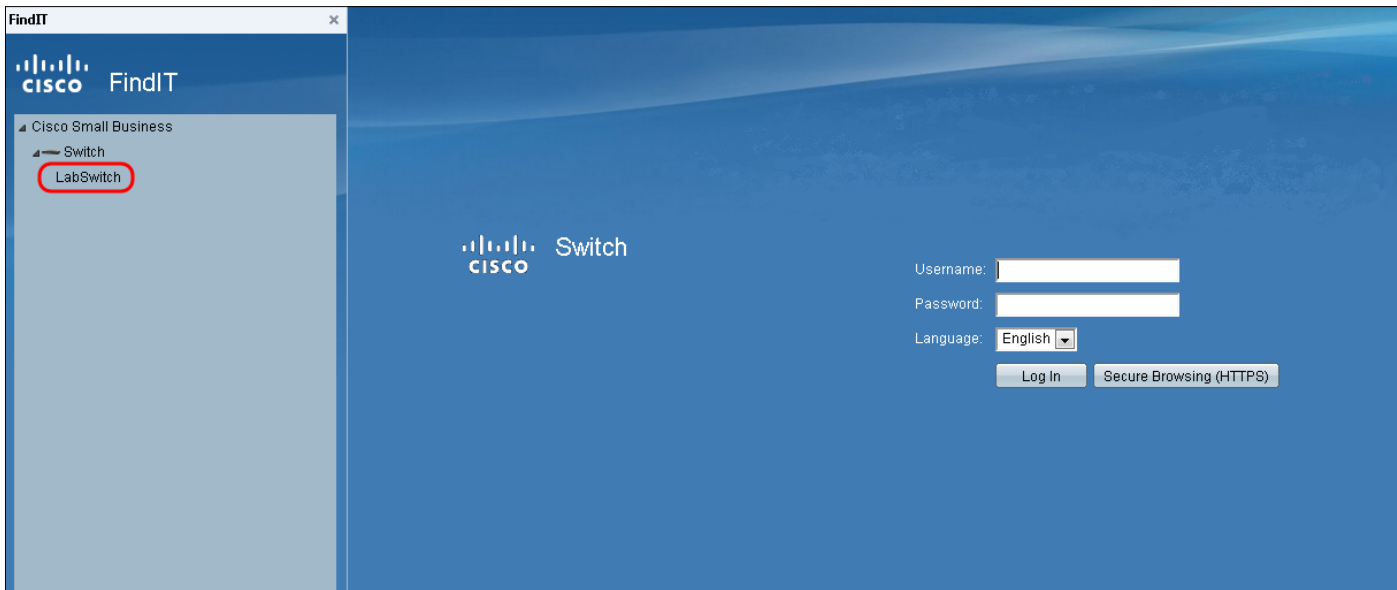 FindIT
CISCO FindIT
Cisco Small Business
Switch
LabSwitch
CISCO Switch
Username:
Password:
Language: English
Log In Secure Browsing (HTTPS)